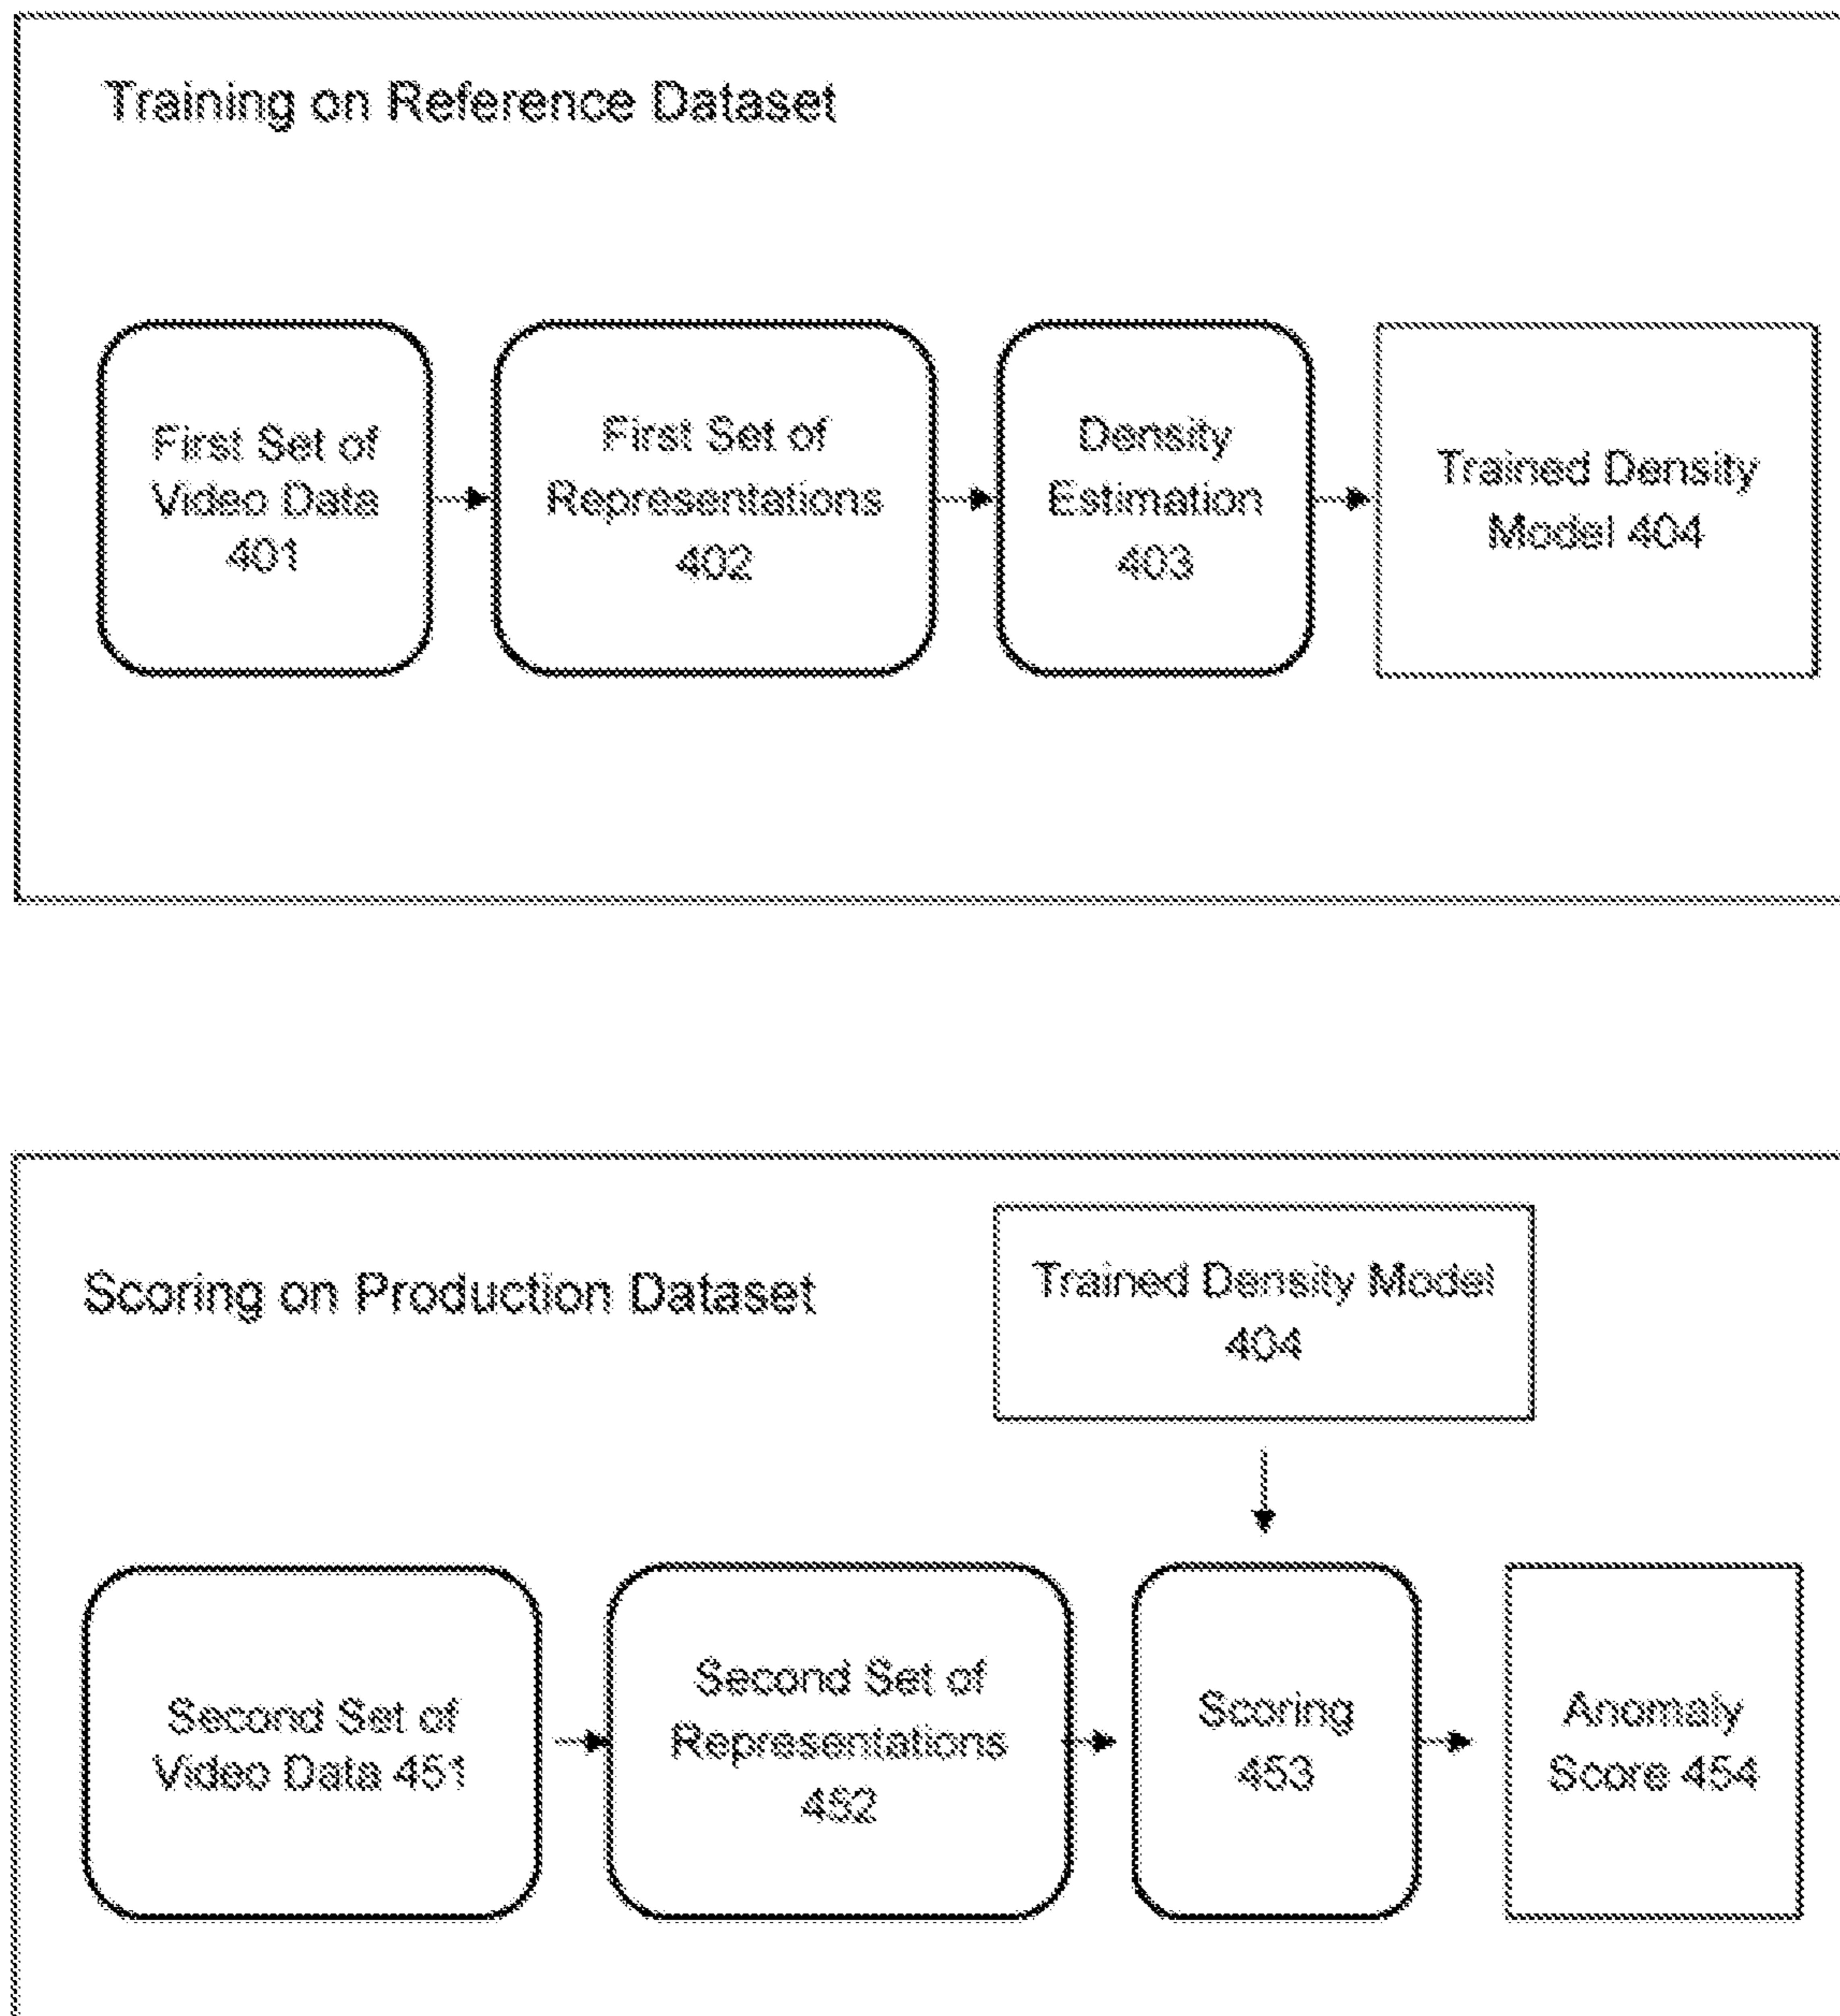 Training on Reference Dataset
First Set of
Video Data
401
First Set of
Representations
402
Density
Estimation
403
Trained Density
Model 404
Scoring on Production Dataset
Trained Density Model
404
Second Set of
Video Data 451
Second Set of
Representations
452
Scoring
453
Anomaly
Score 454